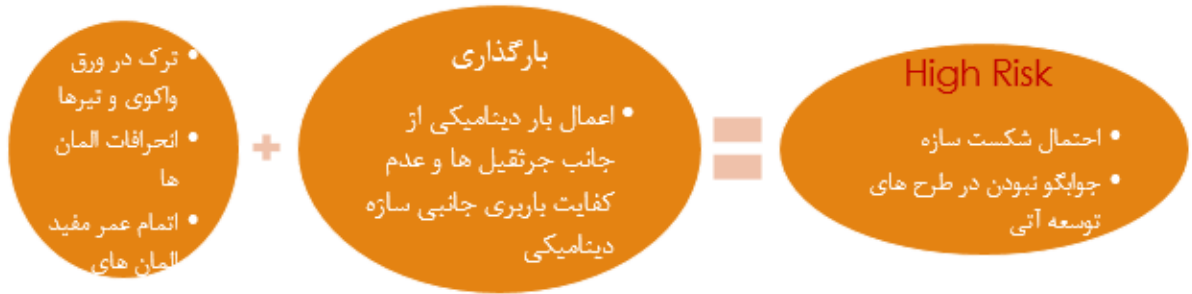 • ترک در ورق
واکوی و تیرها
• انحرافات المان
ها
• اتمام عمر مفید
المان های
بارگذاری
• اعمال بار دینامیکی از
جانب جرثقیل ها و عدم
کفایت باربری جانبی سازه
دینامیکی
High Risk
• احتمال شکست سازه
• جوابگو نبودن در طرح های
توسعه آتی